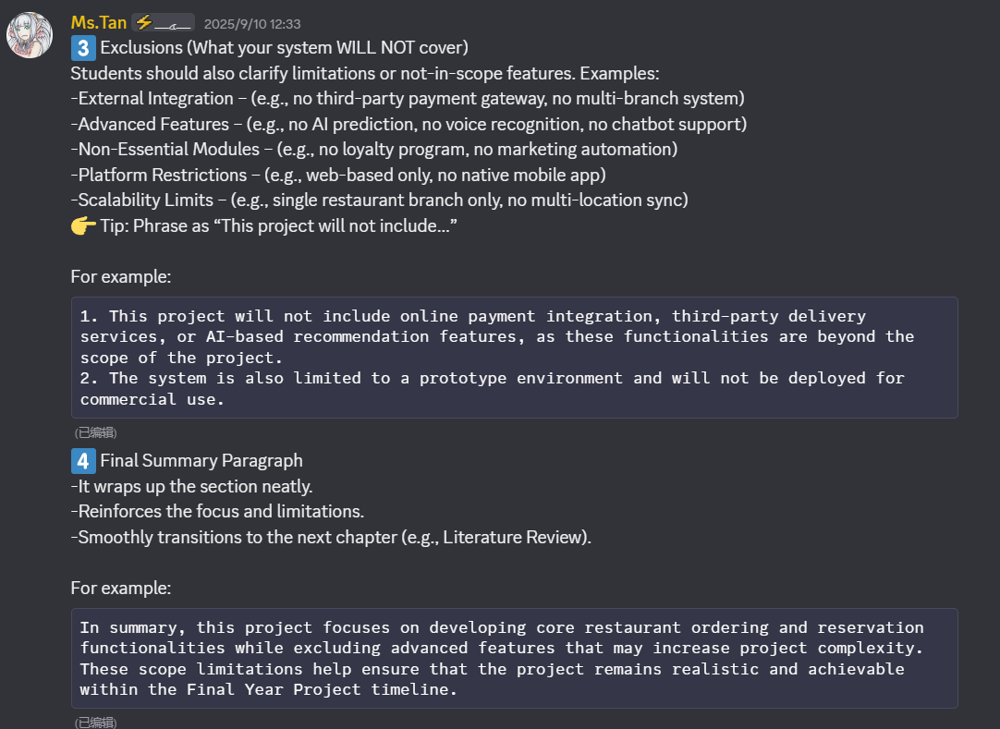 Ms.Tan 2025/9/10 12:33
3 Exclusions (What your system WILL NOT cover)
Students should also clarify limitations or not-in-scope features. Examples:
-External Integration – (e.g., no third-party payment gateway, no multi-branch system)
-Advanced Features – (e.g., no AI prediction, no voice recognition, no chatbot support)
-Non-Essential Modules – (e.g., no loyalty program, no marketing automation)
-Platform Restrictions – (e.g., web-based only, no native mobile app)
-Scalability Limits – (e.g., single restaurant branch only, no multi-location sync)
👉 Tip: Phrase as “This project will not include...”
For example:
1. This project will not include online payment integration, third-party delivery
services, or AI-based recommendation features, as these functionalities are beyond the
scope of the project.
2. The system is also limited to a prototype environment and will not be deployed for
commercial use.
(已编辑)
4 Final Summary Paragraph
-It wraps up the section neatly.
-Reinforces the focus and limitations.
-Smoothly transitions to the next chapter (e.g., Literature Review).
For example:
In summary, this project focuses on developing core restaurant ordering and reservation
functionalities while excluding advanced features that may increase project complexity.
These scope limitations help ensure that the project remains realistic and achievable
within the Final Year Project timeline.
(已编辑)